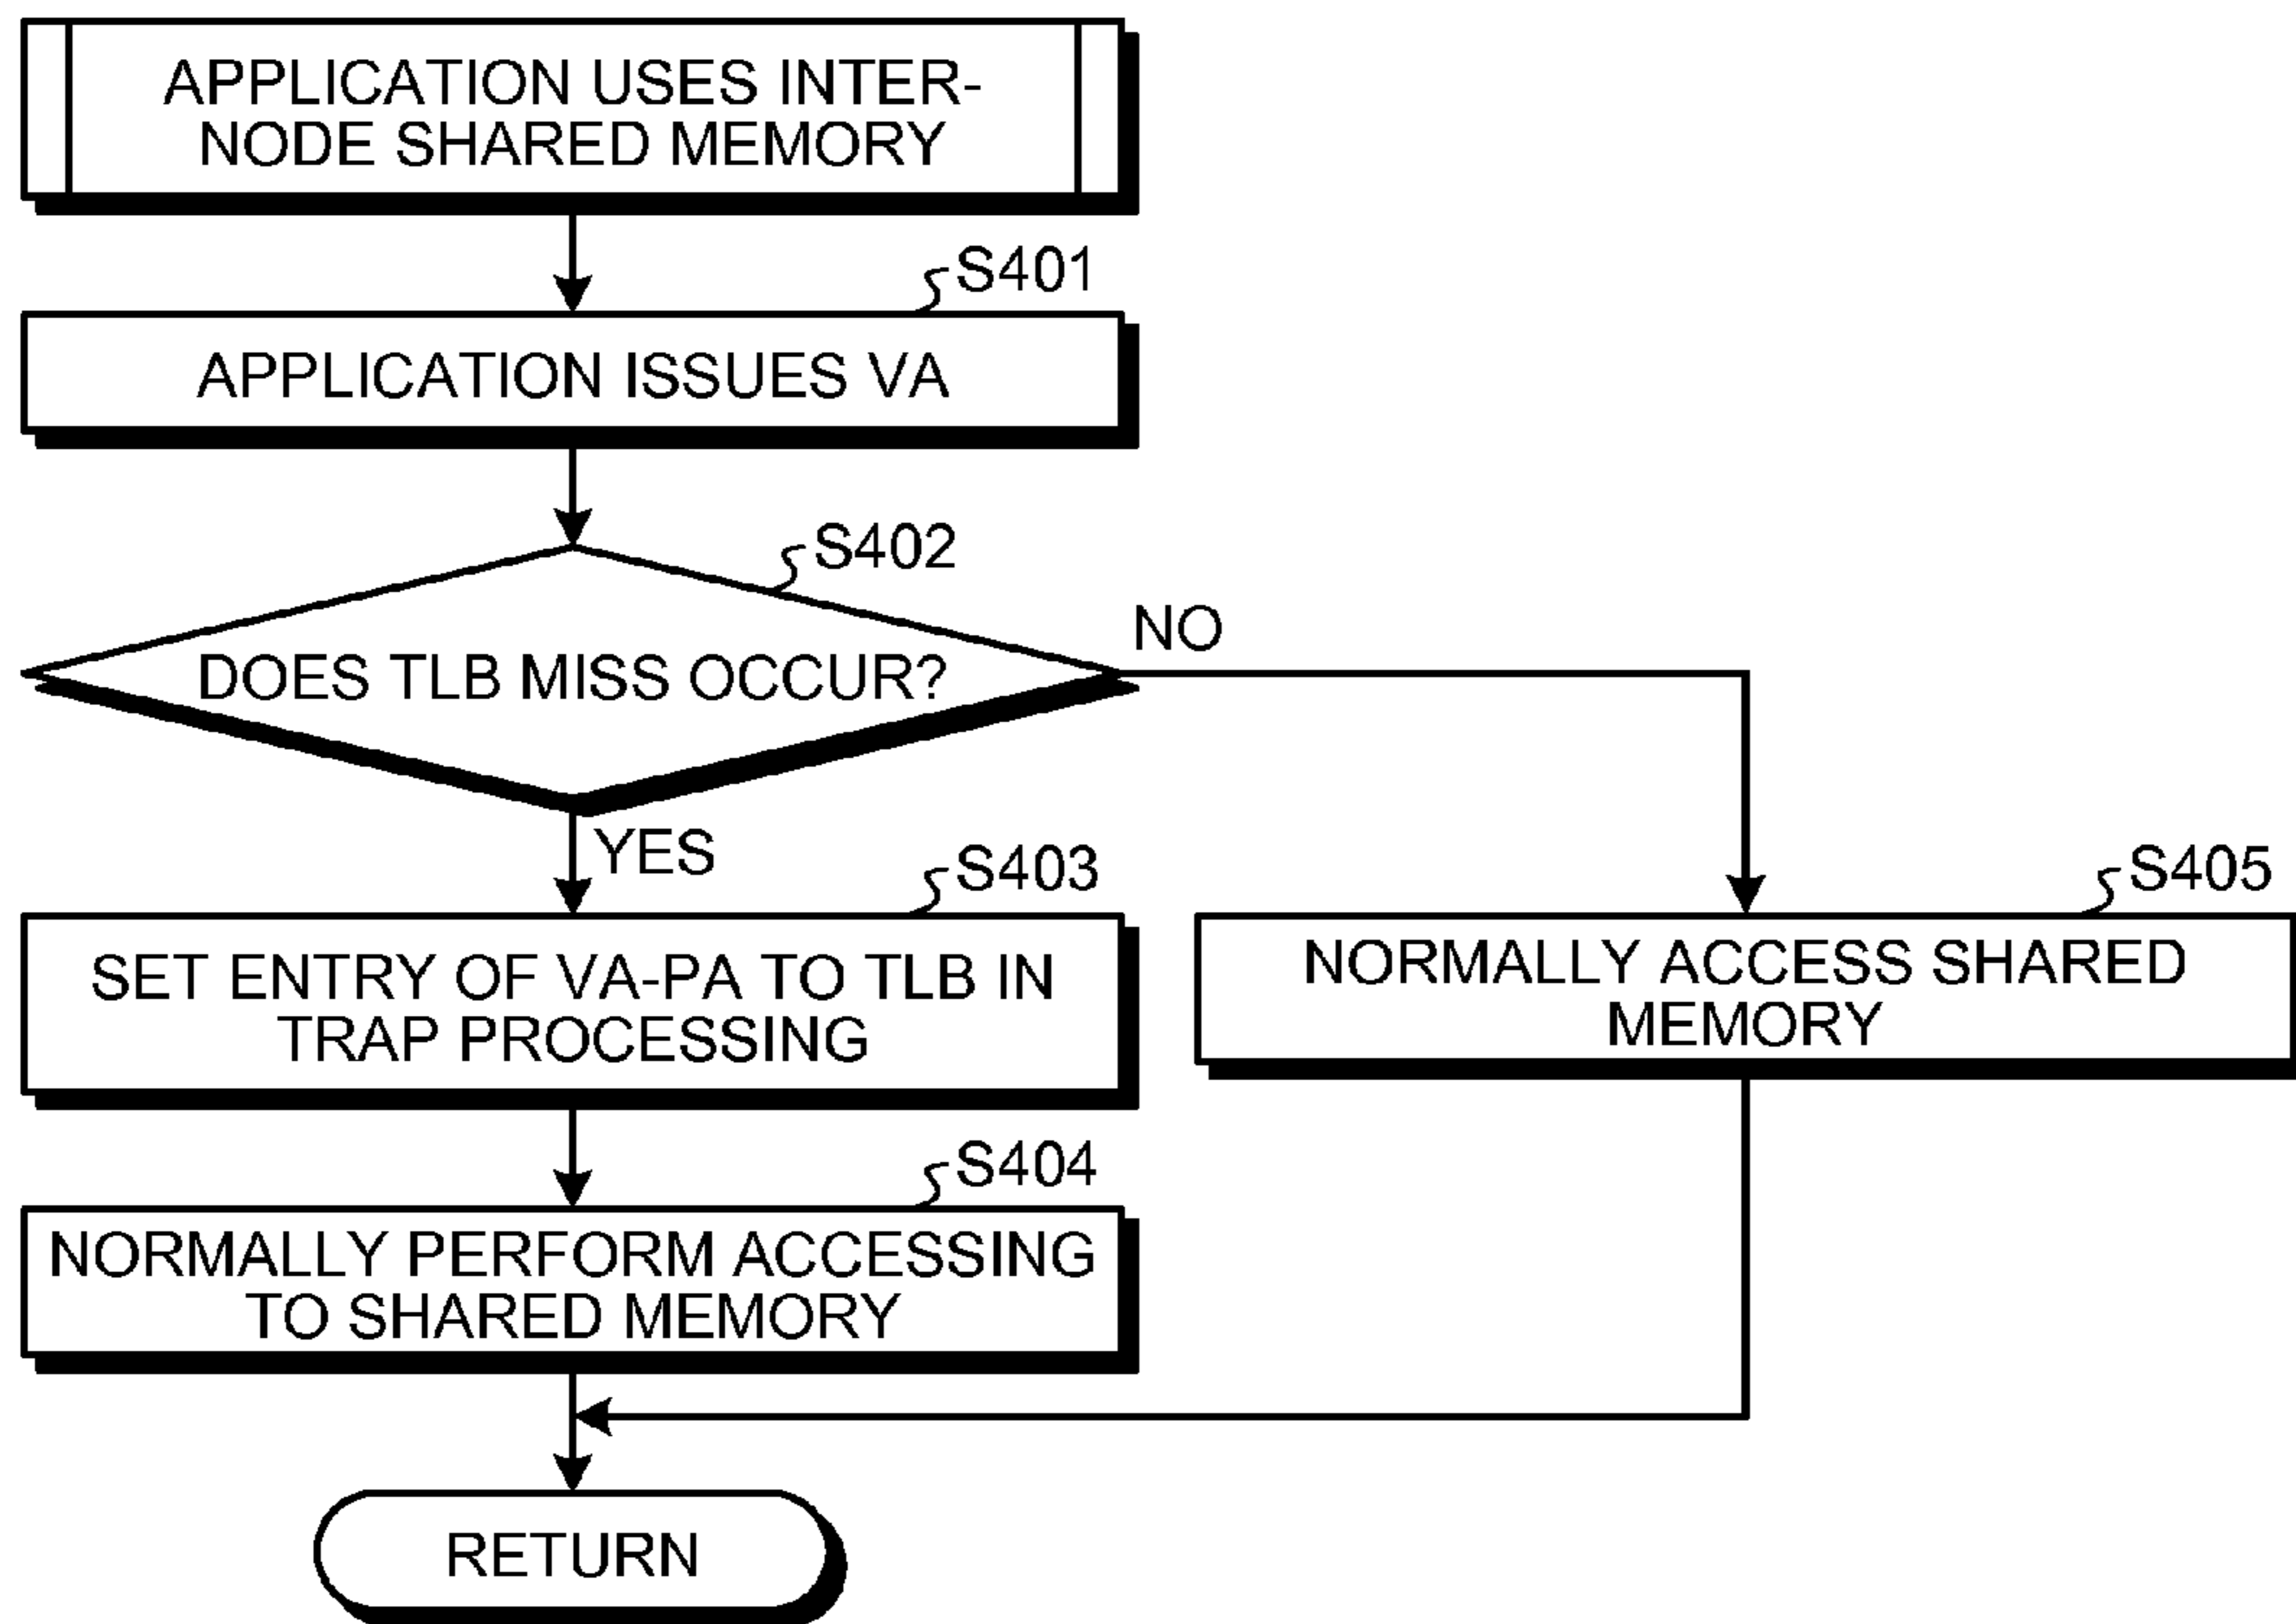 APPLICATION USES INTER-
NODE SHARED MEMORY
S401
APPLICATION ISSUES VA
S402
DOES TLB MISS OCCUR?
NO
YES
S403
SET ENTRY OF VA-PA TO TLB IN
TRAP PROCESSING
S405
NORMALLY ACCESS SHARED
MEMORY
S404
NORMALLY PERFORM ACCESSING
TO SHARED MEMORY
RETURN